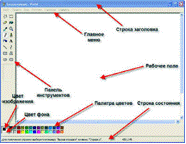 Строка заголовка
Главное
меню
Рабочее поле
Панель
инструментов
Цвет
изображения
Палитра цветов
Строка состояния
Цвет фона